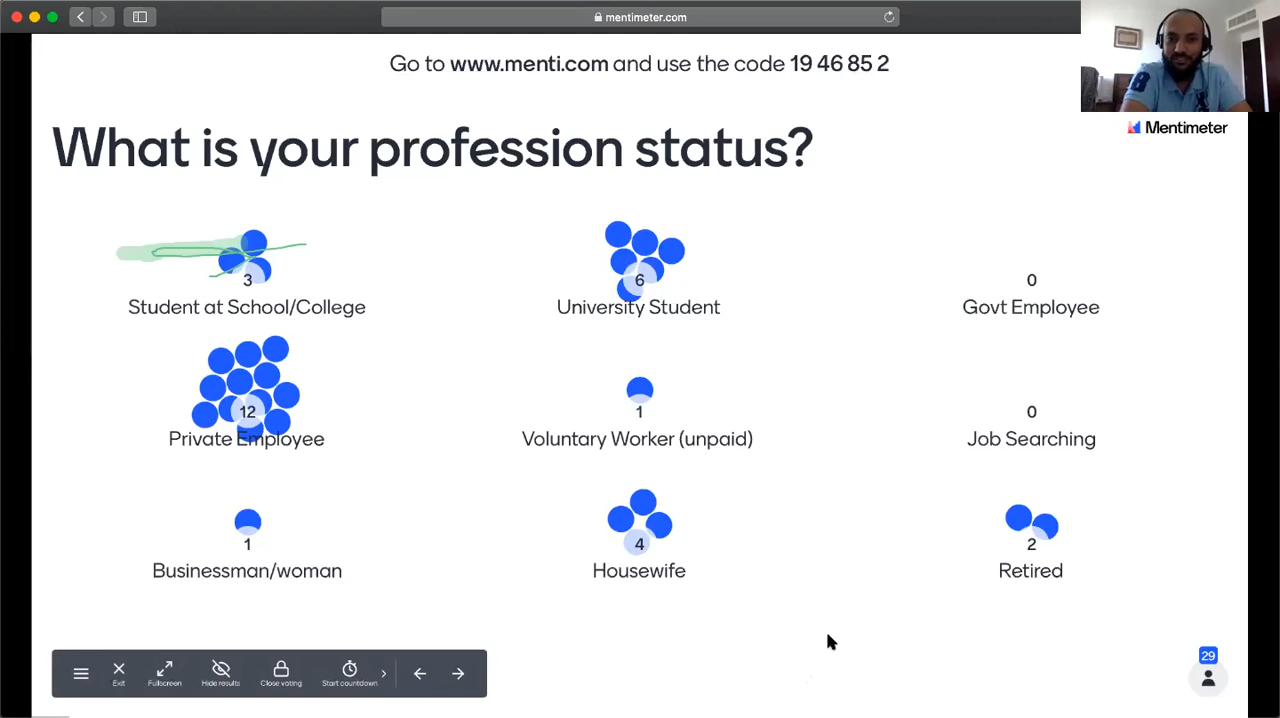 mentimeter.com
Go to www.menti.com and use the code 19 46 85 2
Mentimeter
What is your profession status?
3
Student at School/College
6
University Student
0
Govt Employee
12
Private Employee
1
Voluntary Worker (unpaid)
0
Job Searching
1
Businessman/woman
4
Housewife
2
Retired
Exit
Fullscreen
Hide results
Close voting
Start countdown
29